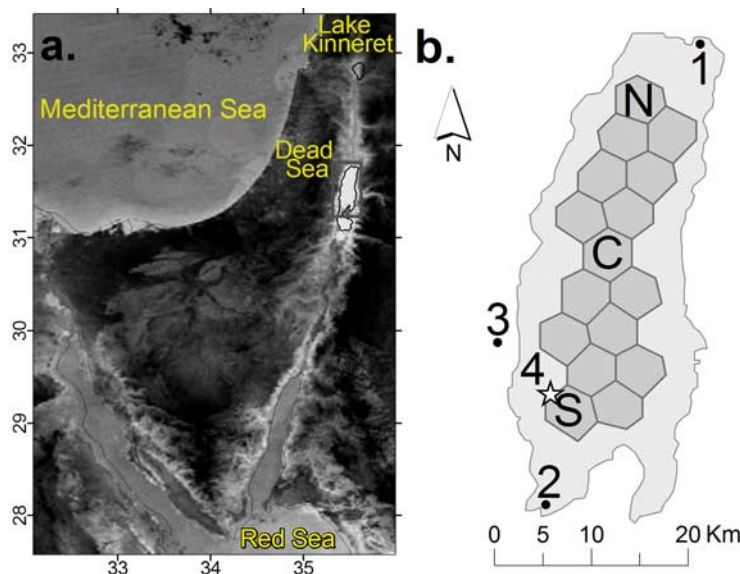 a.
Lake
Kinneret
Mediterranean Sea
Dead
Sea
Red Sea
33
32
31
30
29
28
33
34
35
b.
N
1
N
C
3
4
S
2
0
5
10
20 Km